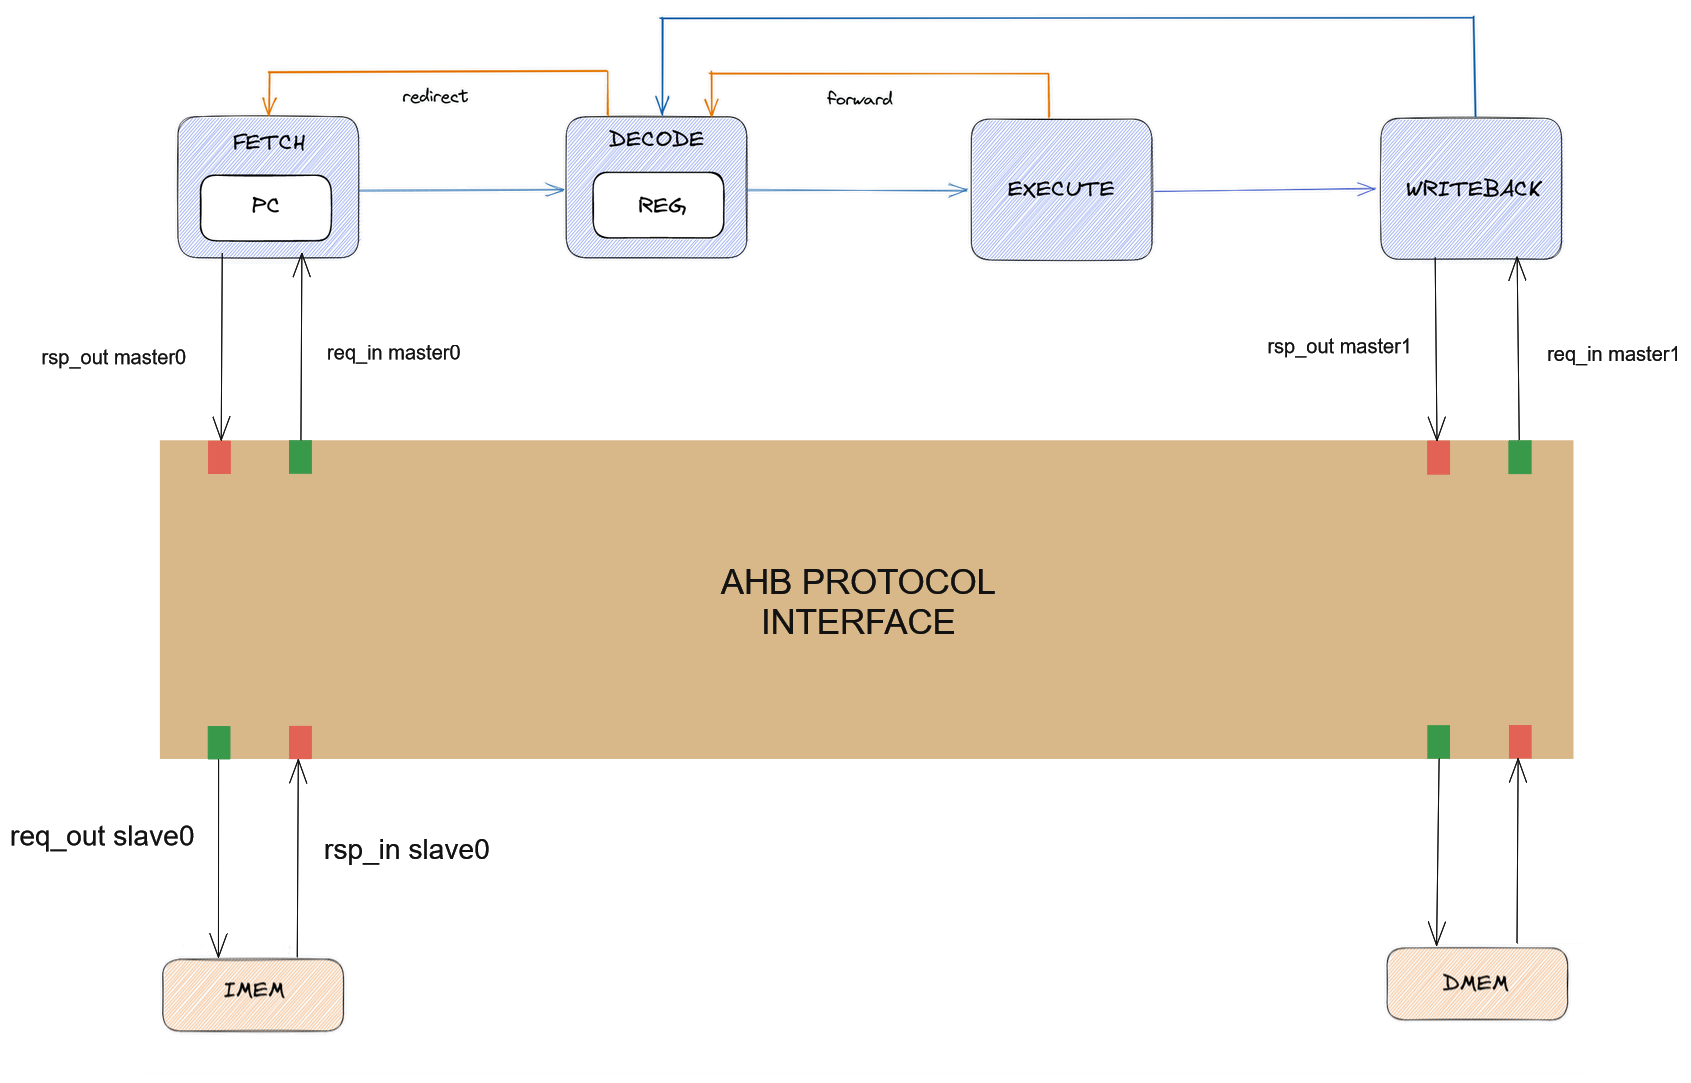 redirect
forward
FETCH
DECODE
PC
REG
EXECUTE
WRITEBACK
rsp_out master0
req_in master0
rsp_out master1
req_in master1
AHB PROTOCOL
INTERFACE
req_out slave0
rsp_in slave0
IMEM
DMEM